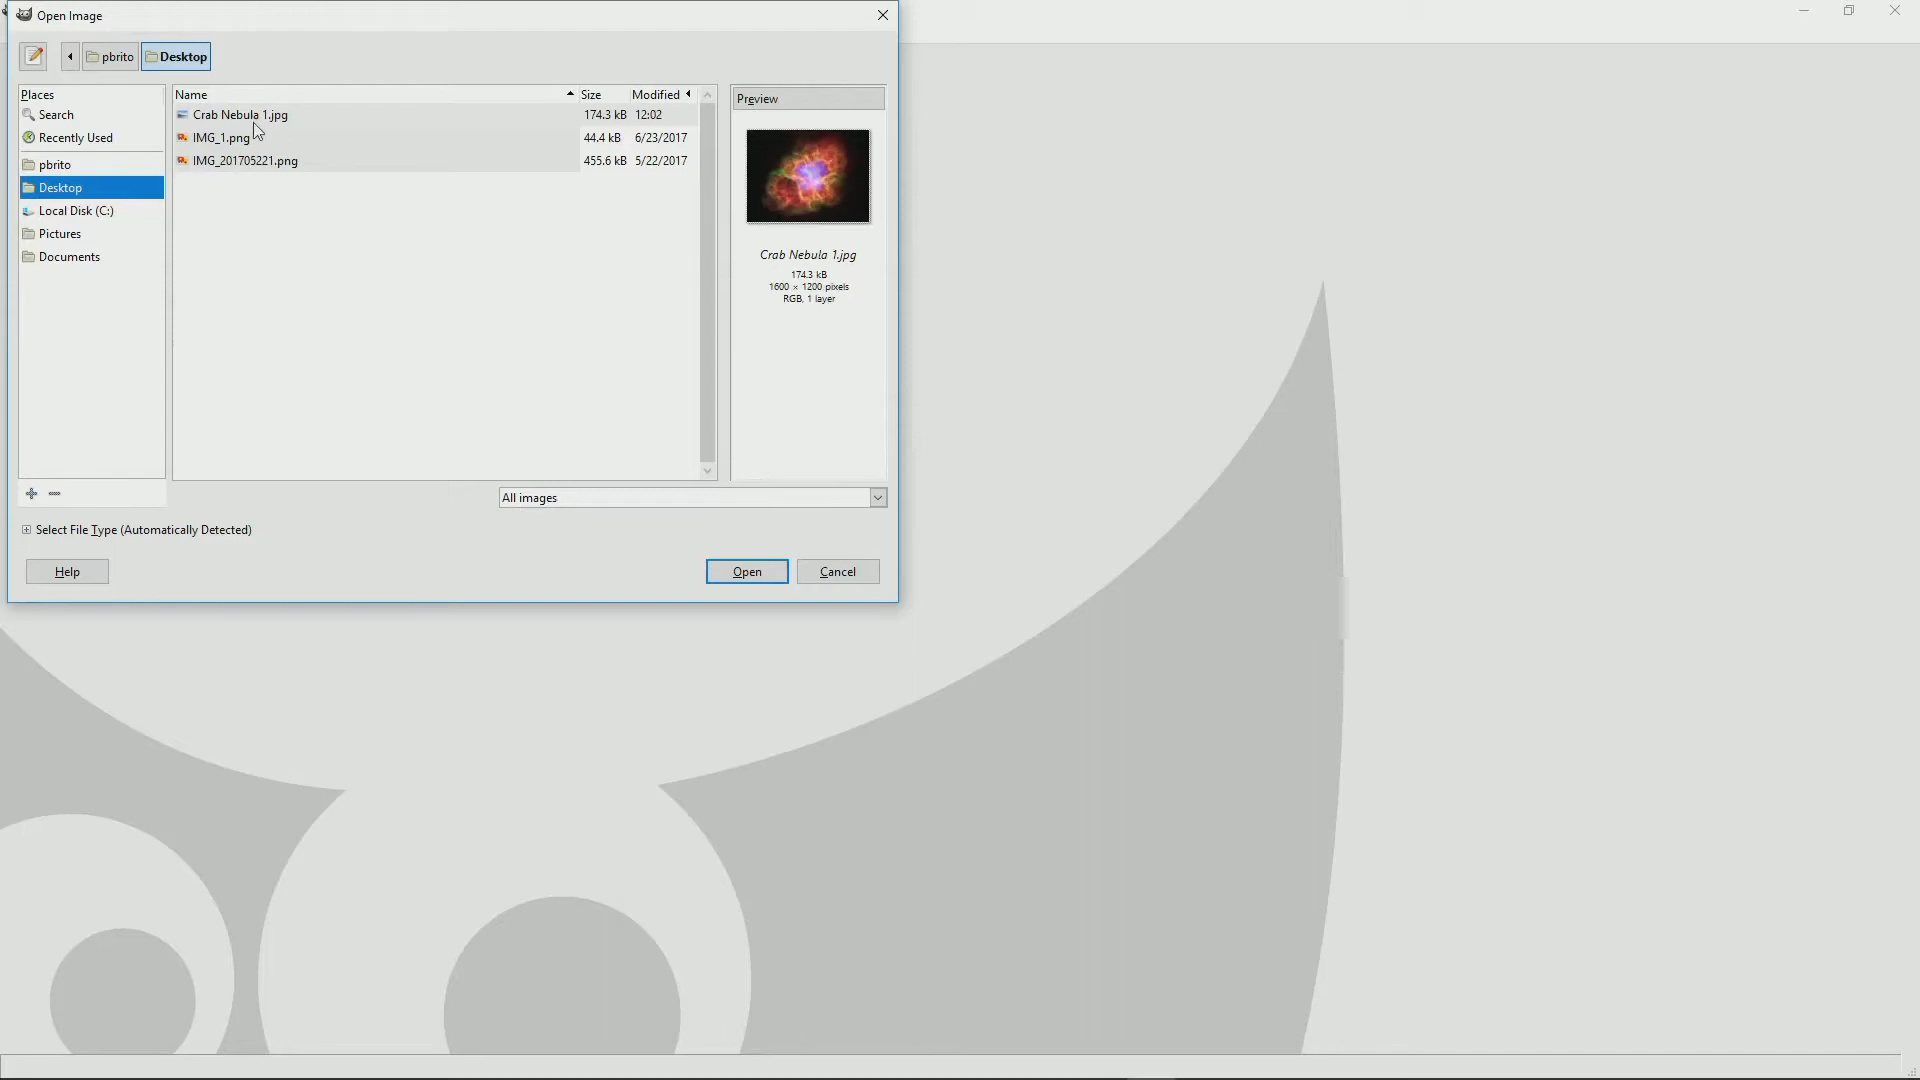 Open Image
pbrito
Desktop
Places
Search
Recently Used
pbrito
Desktop
Local Disk (C:)
Pictures
Documents
Name Size Modified
Crab Nebula 1.jpg 174.3 kB 12:02
IMG_1.png 44.4 kB 6/23/2017
IMG_201705221.png 455.6 kB 5/22/2017
Preview
Crab Nebula 1.jpg
174.3 kB
1600 × 1200 pixels
RGB, 1 layer
All images
Select File Type (Automatically Detected)
Help
Open
Cancel